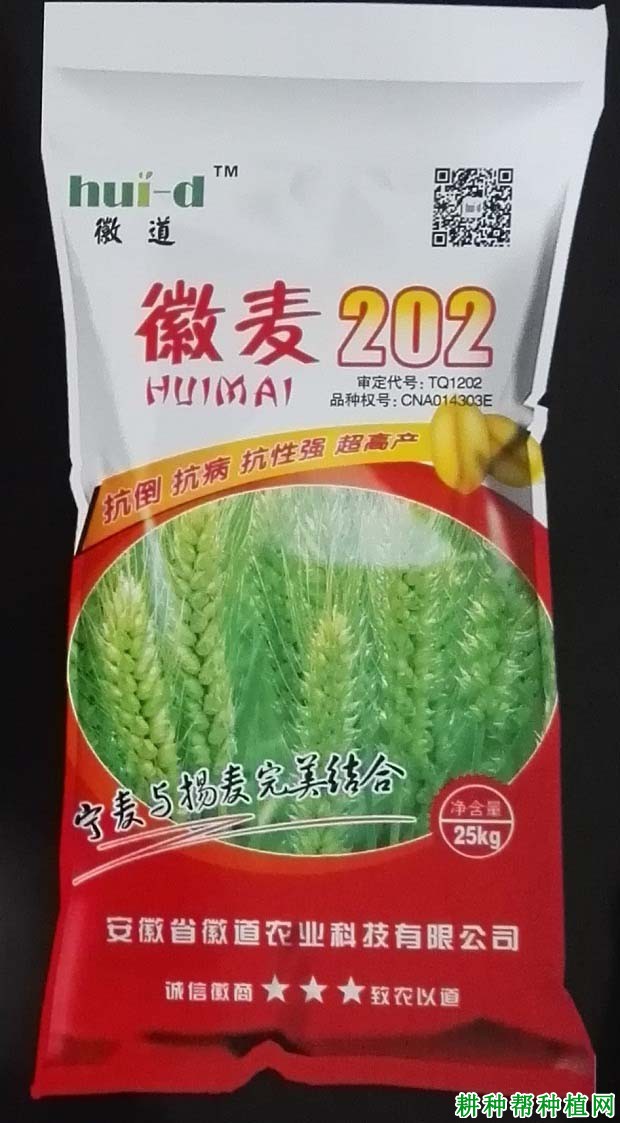 hui-d™
徽道
徽麦202
HUIMAI
审定代号：TQ1202
品种权号：CNA014303E
抗倒 抗病 抗性强 超高产
宁麦与扬麦完美结合
净含量
25kg
安徽省徽道农业科技有限公司
诚信徽商★★★致农以道
耕种帮种植网